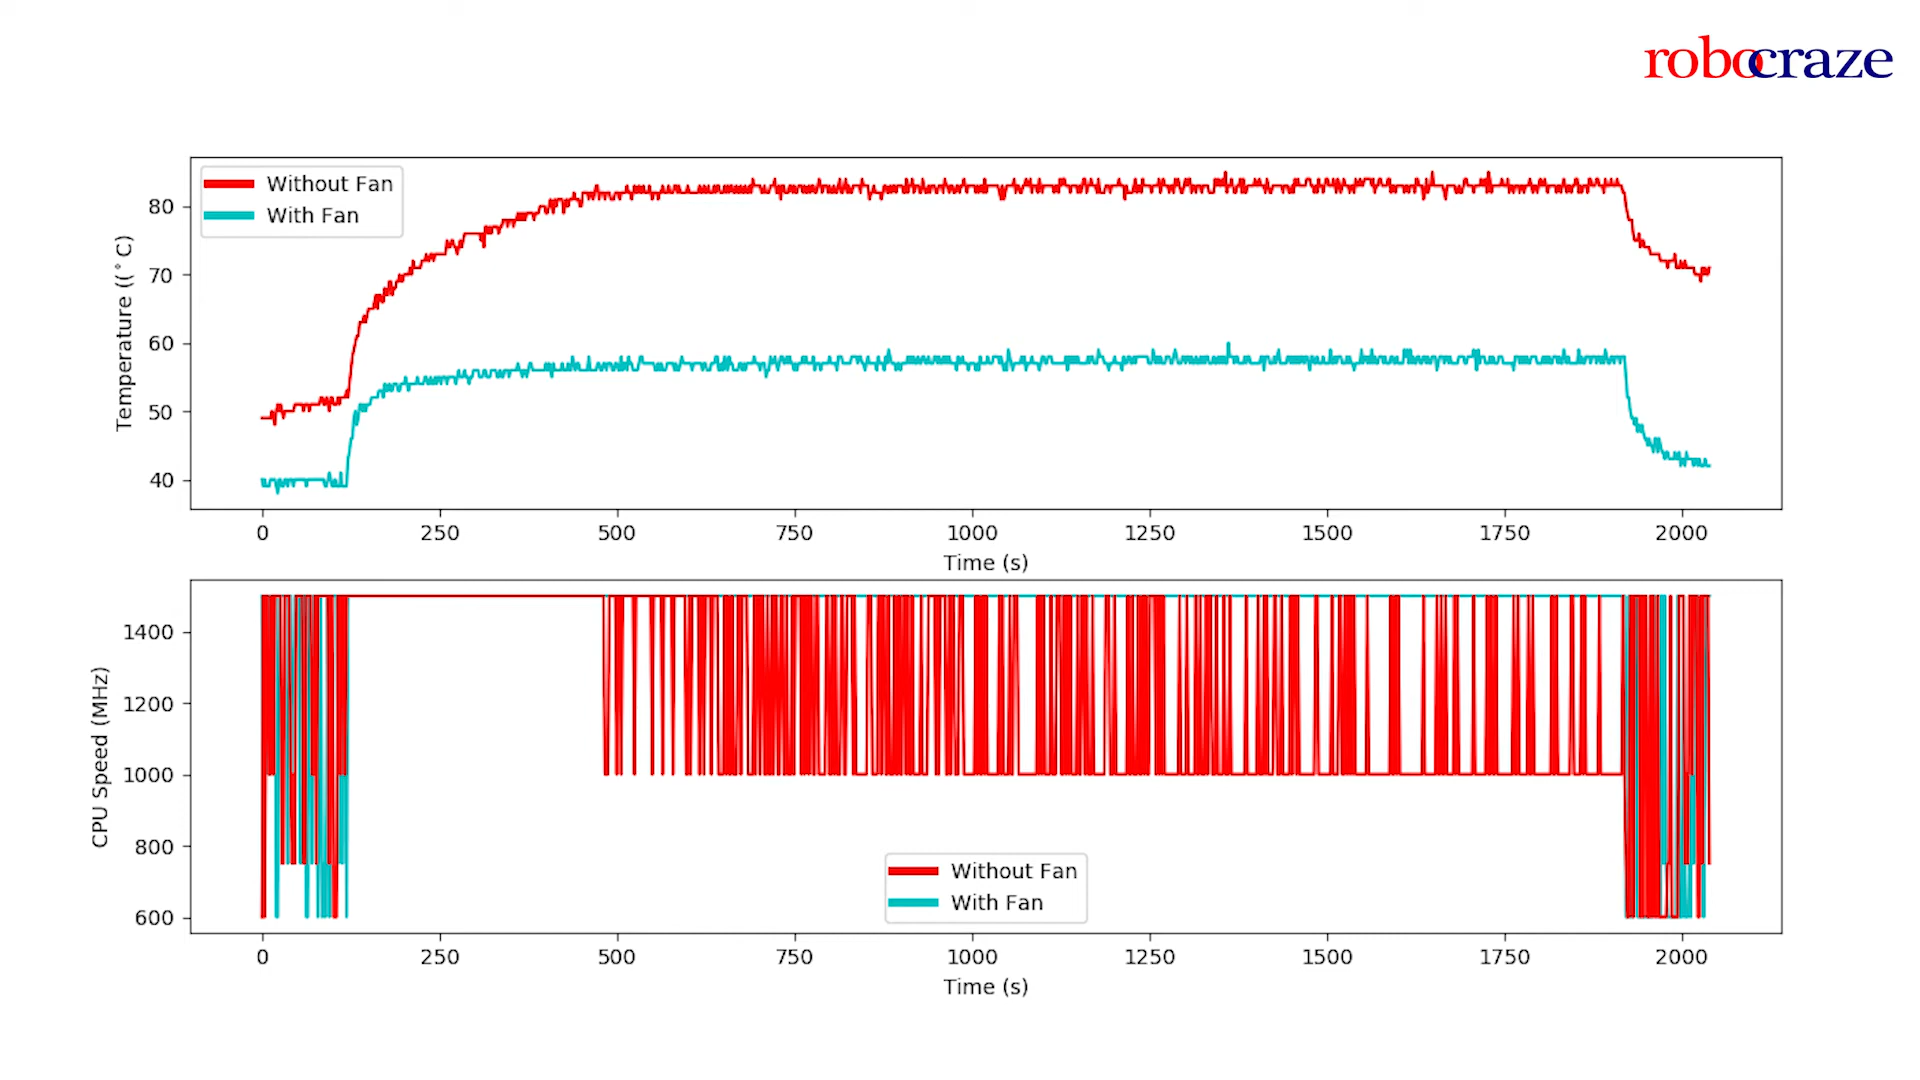 robocraze
Without Fan
With Fan
80
70
60
50
40
Temperature ((°C)
0 250 500 750 1000 1250 1500 1750 2000
Time (s)
1400
1200
1000
800
600
CPU Speed (MHz)
Without Fan
With Fan
0 250 500 750 1000 1250 1500 1750 2000
Time (s)